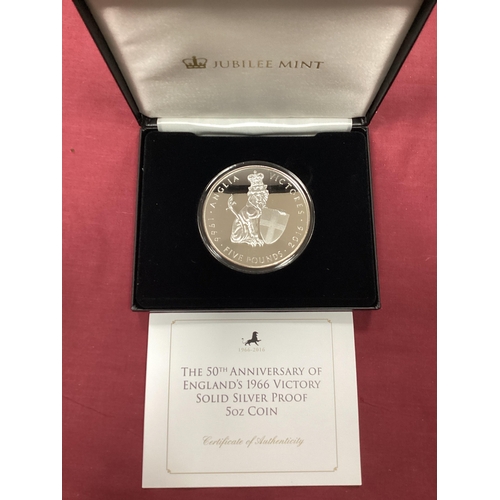 JUBILEE MINT
1966 · ANGLIA VICTORES · 2016
· FIVE POUNDS ·
1966-2016
THE 50TH ANNIVERSARY OF
ENGLAND'S 1966 VICTORY
SOLID SILVER PROOF
5OZ COIN
Certificate of Authenticity